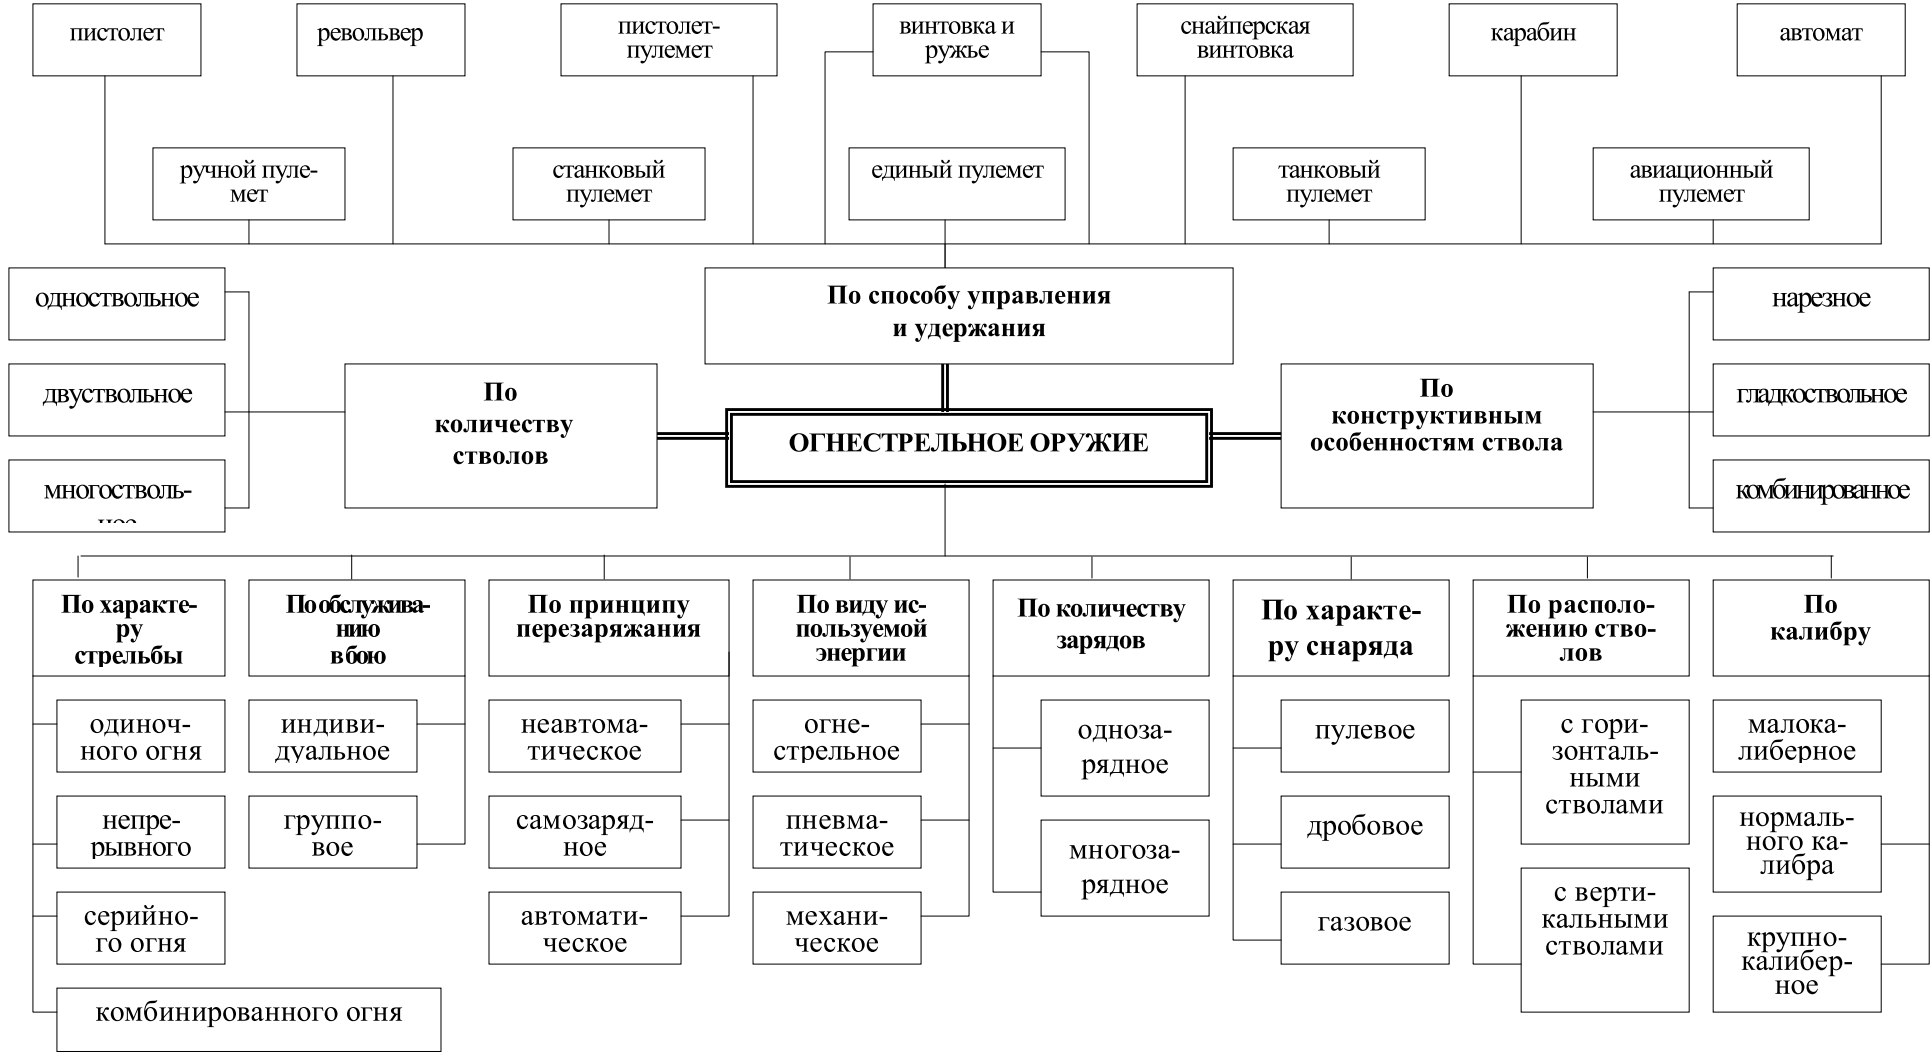 пистолет
револьвер
пистолет-
пулемет
винтовка и
ружье
снайперская
винтовка
карабин
автомат
ручной пуле-
мет
станковый
пулемет
единый пулемет
танковый
пулемет
авиационный
пулемет
одноствольное
двуствольное
многостволь-
ное
По способу управления
и удержания
По
количеству
стволов
ОГНЕСТРЕЛЬНОЕ ОРУЖИЕ
По
конструктивным
особенностям ствола
нарезное
гладкоствольное
комбинированное
По характе-
ру
стрельбы
одиноч-
ного огня
непре-
рывного
серийно-
го огня
комбинированного огня
По обслужива-
нию
в бою
индиви-
дуальное
группо-
вое
По принципу
перезаряжания
неавтома-
тическое
самозаряд-
ное
автомати-
ческое
По виду ис-
пользуемой
энергии
огне-
стрельное
пневма-
тическое
механи-
ческое
По количеству
зарядов
одноза-
рядное
многоза-
рядное
По характе-
ру снаряда
пулевое
дробовое
газовое
По располо-
жению ство-
лов
с гори-
зонталь-
ными
стволами
с верти-
кальными
стволами
По
калибру
малока-
либерное
нормаль-
ного ка-
либра
крупно-
калибер-
ное